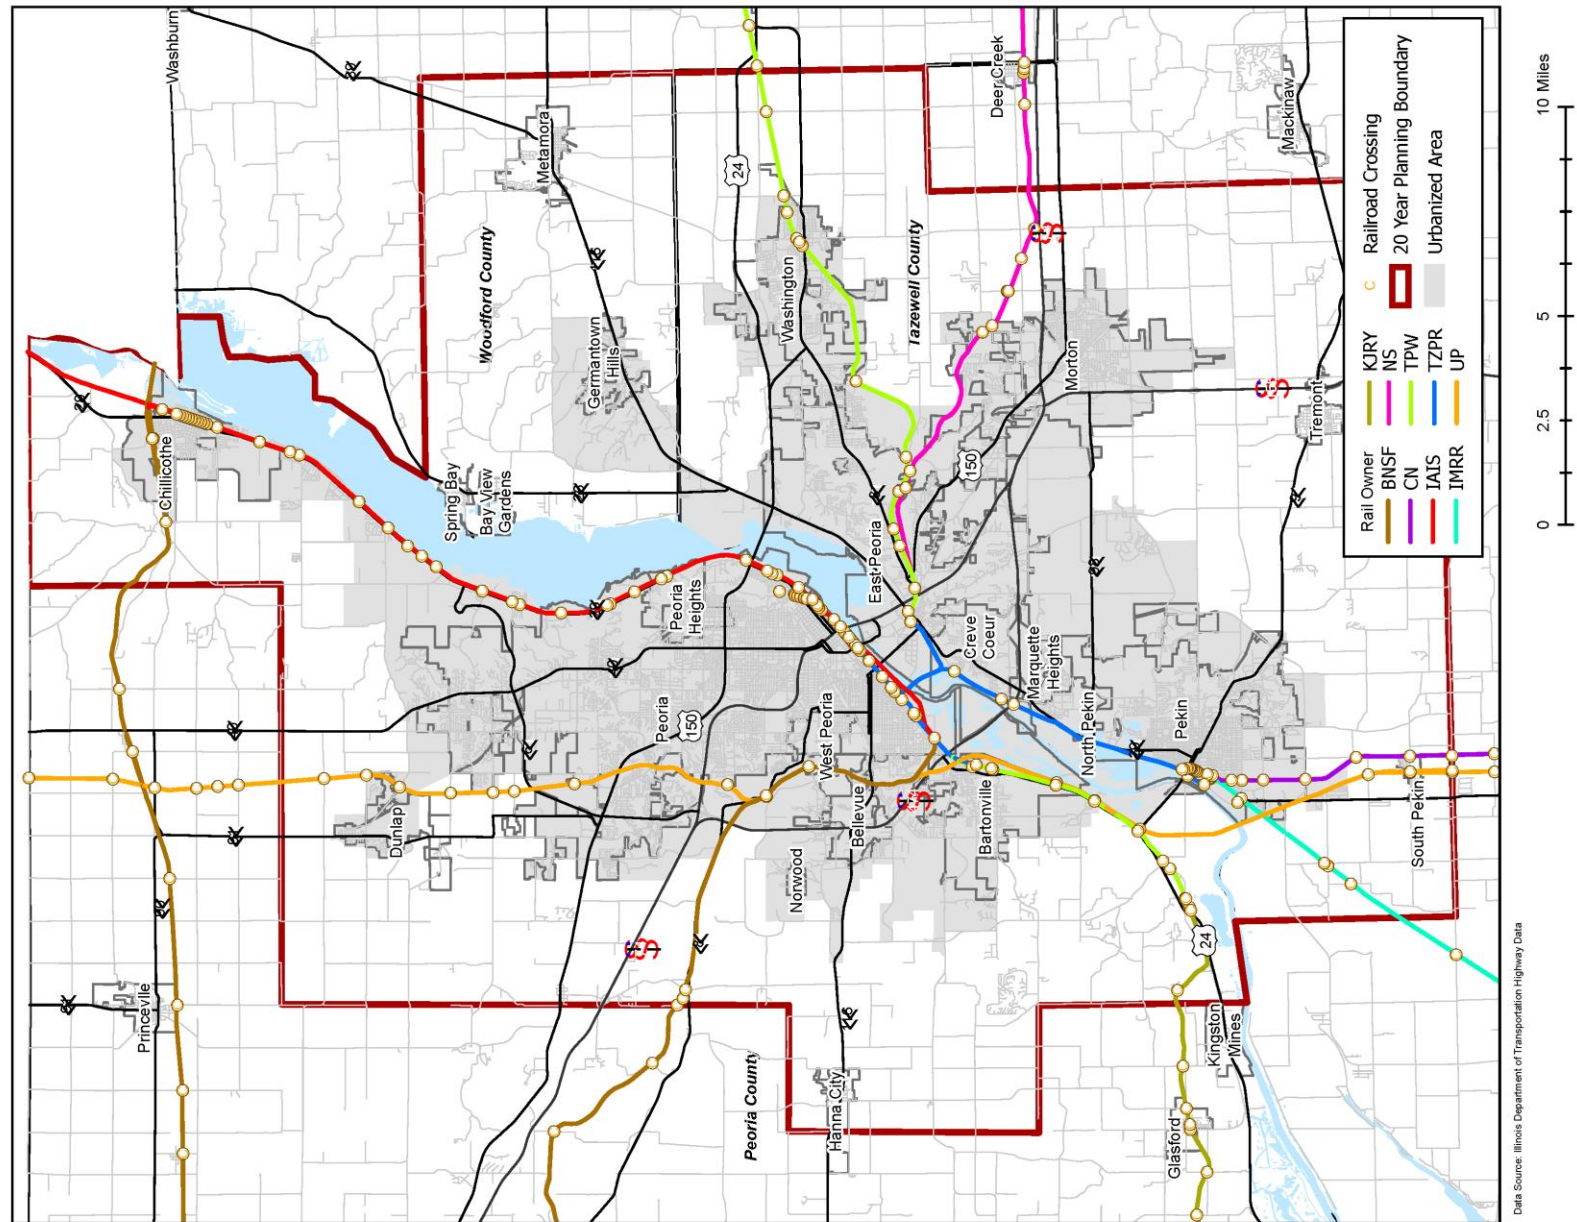 Washburn
Metamora
Deer Creek
Mackinaw
24
Woodford County
Tazewell County
Germantown
Hills
Washington
Morton
Tremont
Chillicothe
Spring Bay
Bay View
Gardens
150
East Peoria
Peoria
Heights
Creve
Coeur
Marquette
Heights
Peoria
150
West Peoria
North Pekin
Pekin
Dunlap
Norwood
Bellevue
Bartonville
South Pekin
24
Peoria County
Hanna City
Kingston
Mines
Glasford
Rail Owner
BNSF
CN
IAIS
IMRR
KJRY
NS
TPW
TZPR
UP
C Railroad Crossing
20 Year Planning Boundary
Urbanized Area
0 2.5 5 10 Miles
Data Source: Illinois Department of Transportation Highway Data